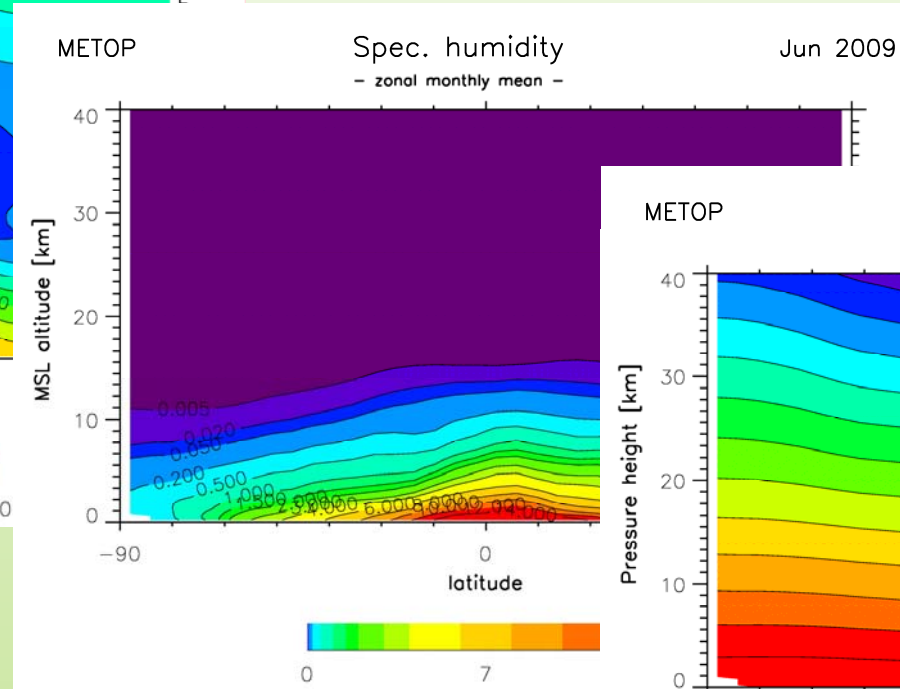 METOP
Spec. humidity
Jun 2009
– zonal monthly mean –
40
30
20
10
0
MSL altitude [km]
0.005
0.020
0.050
0.200
0.500
1.000
6.000
−90
0
latitude
0
7
METOP
40
30
20
10
0
Pressure height [km]
0
0